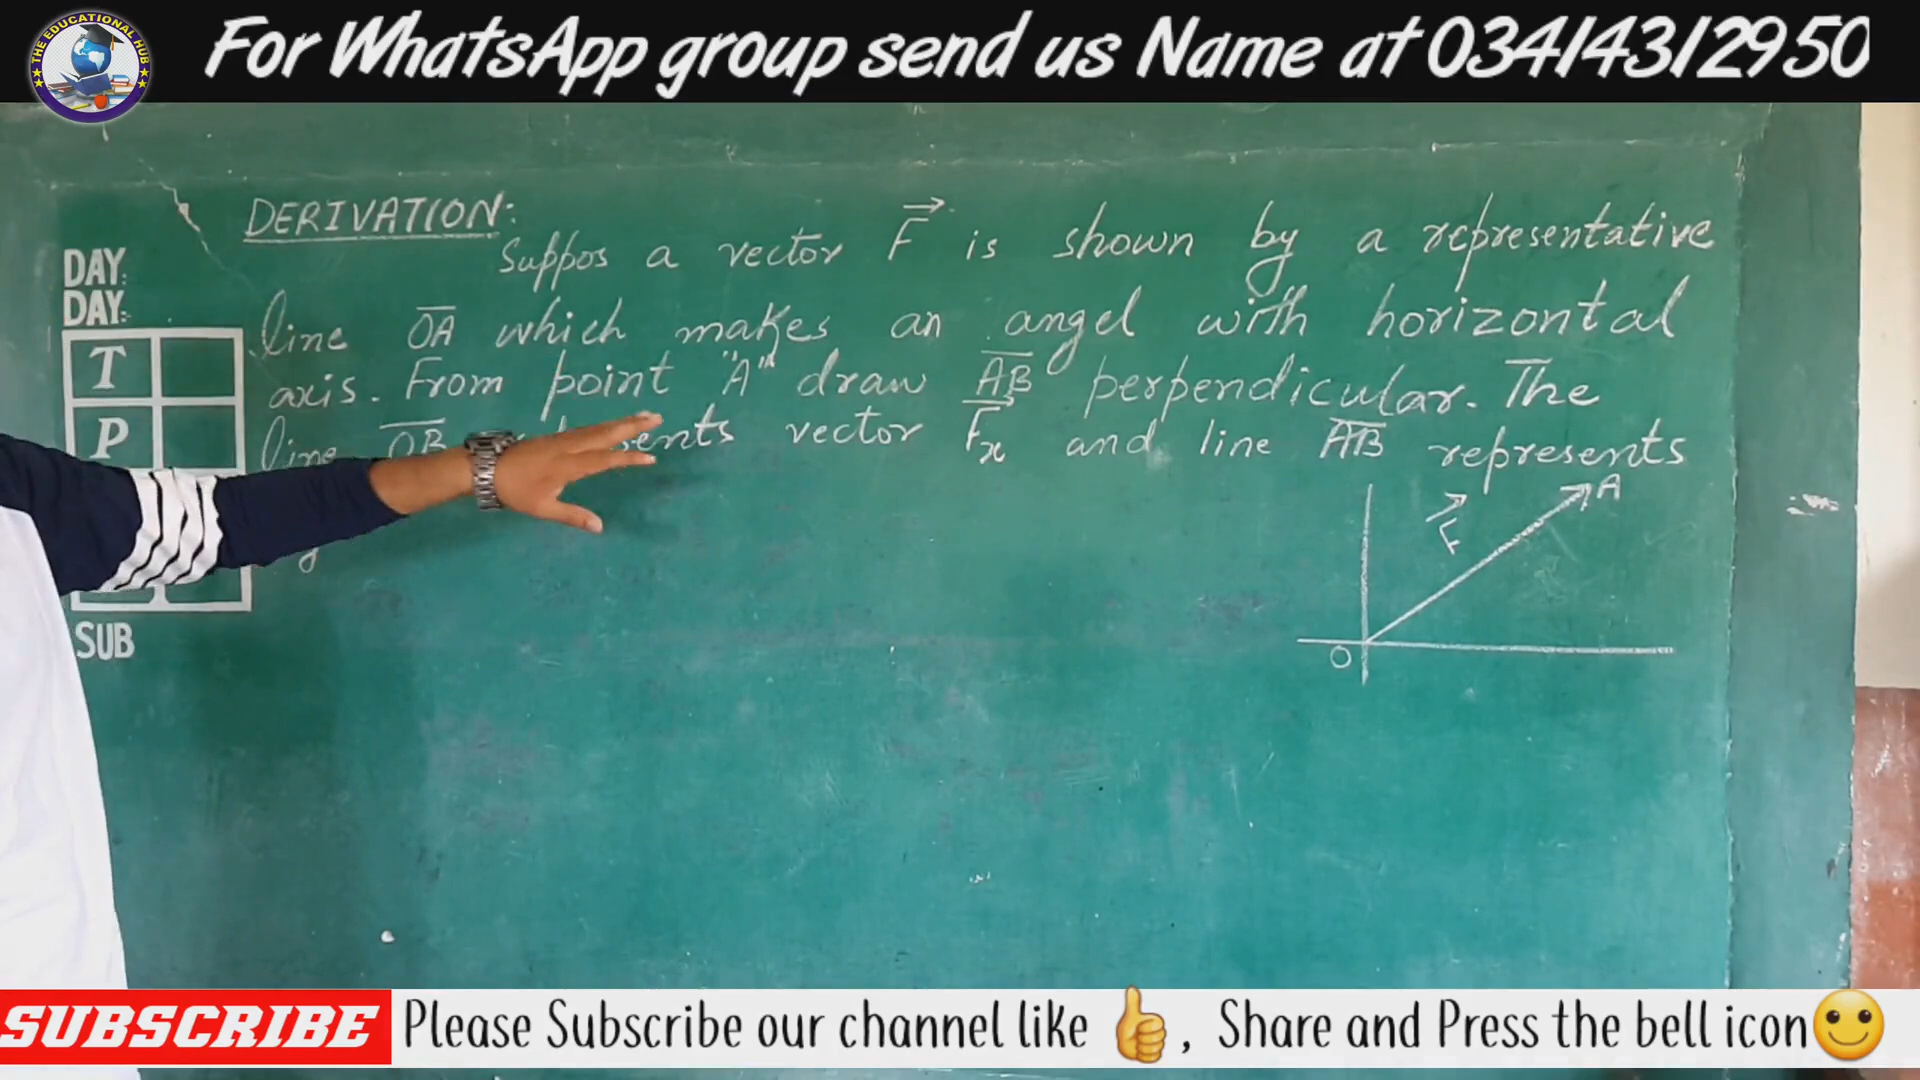 THE EDUCATIONAL HUB
For WhatsApp group send us Name at 03414312950
DERIVATION:
Suppos a vector F is shown by a representative
line OA which makes an angel with horizontal
axis. From point "A" draw AB perpendicular. The
line OB vector Fx and line AB represents
DAY:
DAY:
T
P
SUB
F
A
O
SUBSCRIBE Please Subscribe our channel like 👍, Share and Press the bell icon🙂